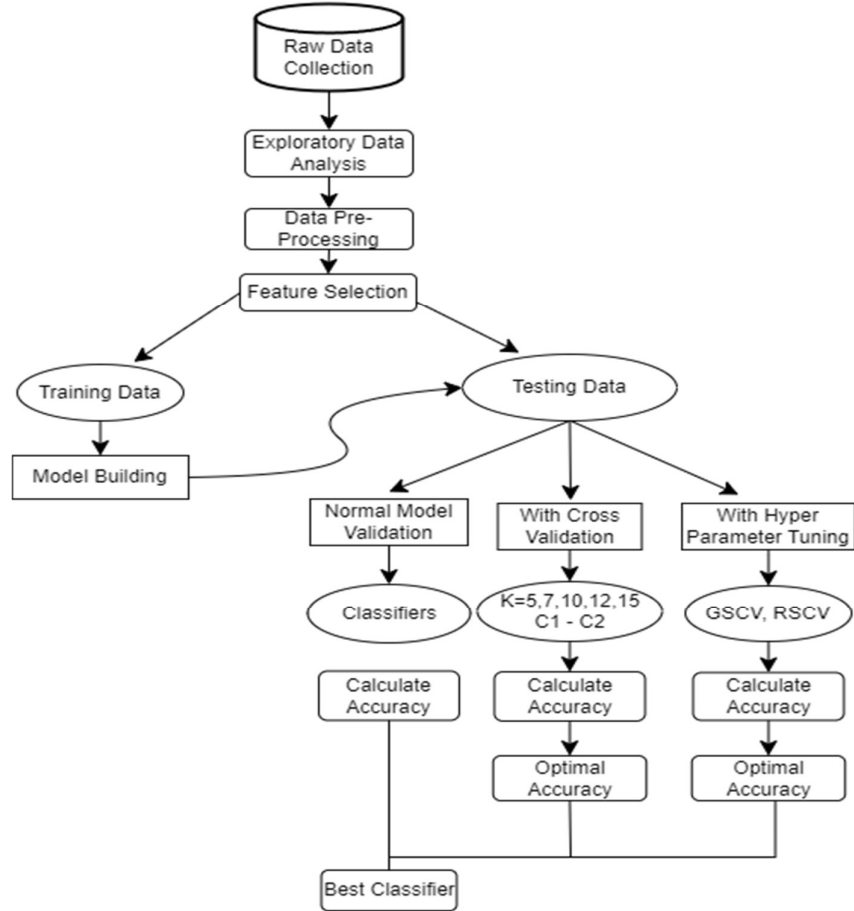 Raw Data
Collection
Exploratory Data
Analysis
Data Pre-
Processing
Feature Selection
Training Data
Testing Data
Model Building
Normal Model
Validation
With Cross
Validation
With Hyper
Parameter Tuning
Classifiers
K=5,7,10,12,15
C1 - C2
GSCV, RSCV
Calculate
Accuracy
Calculate
Accuracy
Calculate
Accuracy
Optimal
Accuracy
Optimal
Accuracy
Best Classifier